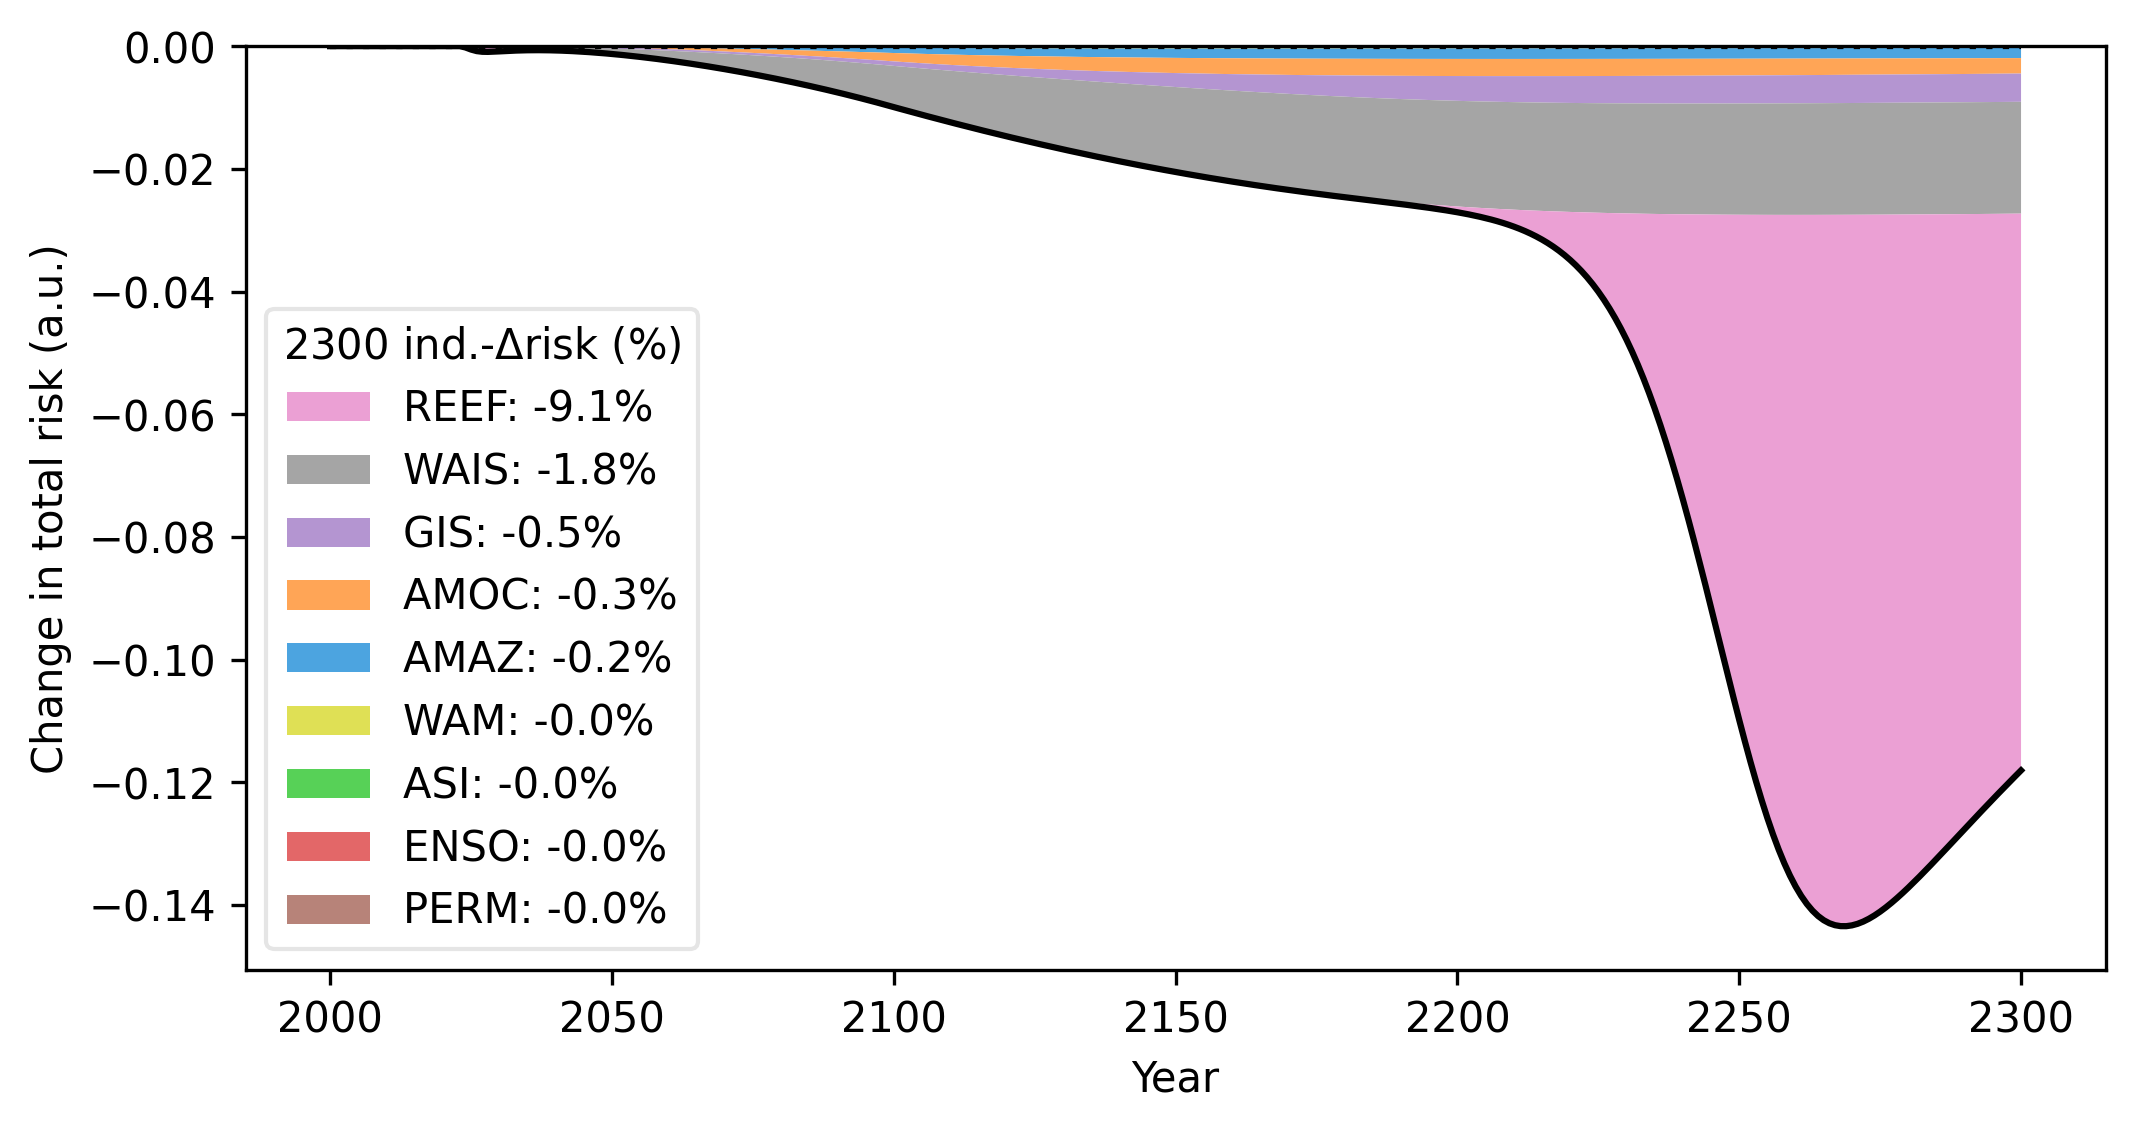 0.00
−0.02
−0.04
−0.06
−0.08
−0.10
−0.12
−0.14
Change in total risk (a.u.)
2300 ind.-Δrisk (%)
REEF: -9.1%
WAIS: -1.8%
GIS: -0.5%
AMOC: -0.3%
AMAZ: -0.2%
WAM: -0.0%
ASI: -0.0%
ENSO: -0.0%
PERM: -0.0%
2000 2050 2100 2150 2200 2250 2300
Year